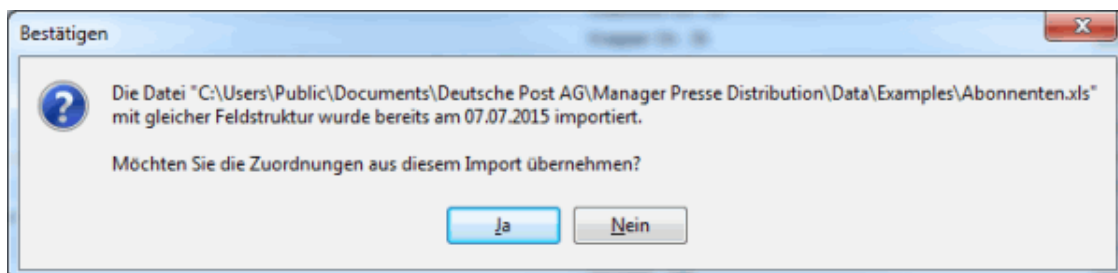 Bestätigen
Die Datei "C:\Users\Public\Documents\Deutsche Post AG\Manager Presse Distribution\Data\Examples\Abonnenten.xls"
mit gleicher Feldstruktur wurde bereits am 07.07.2015 importiert.
Möchten Sie die Zuordnungen aus diesem Import übernehmen?
Ja Nein